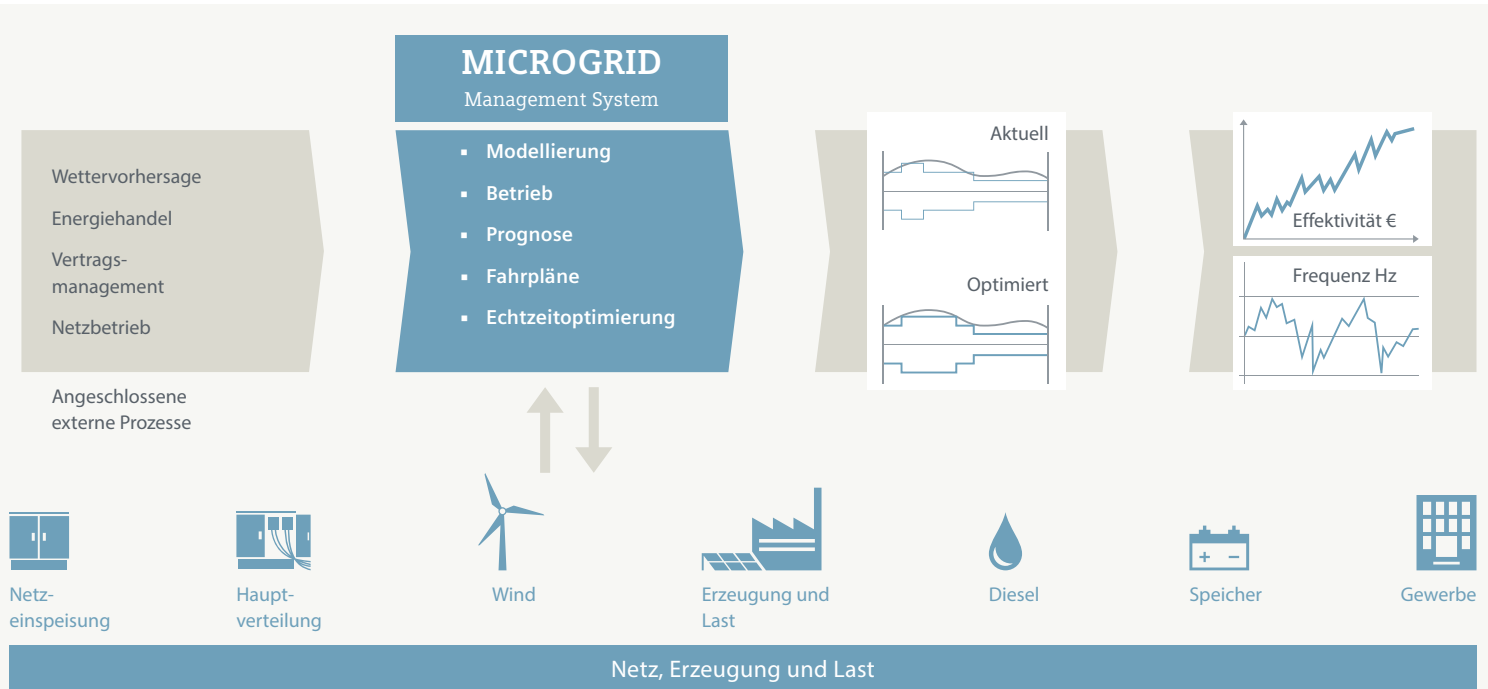 MICROGRID
Management System
Wettervorhersage
Energiehandel
Vertrags-
management
Netzbetrieb
Angeschlossene
externe Prozesse
▪ Modellierung
▪ Betrieb
▪ Prognose
▪ Fahrpläne
▪ Echtzeitoptimierung
Aktuell
Optimiert
Effektivität €
Frequenz Hz
Netz-
einspeisung
Haupt-
verteilung
Wind
Erzeugung und
Last
Diesel
+ −
Speicher
Gewerbe
Netz, Erzeugung und Last